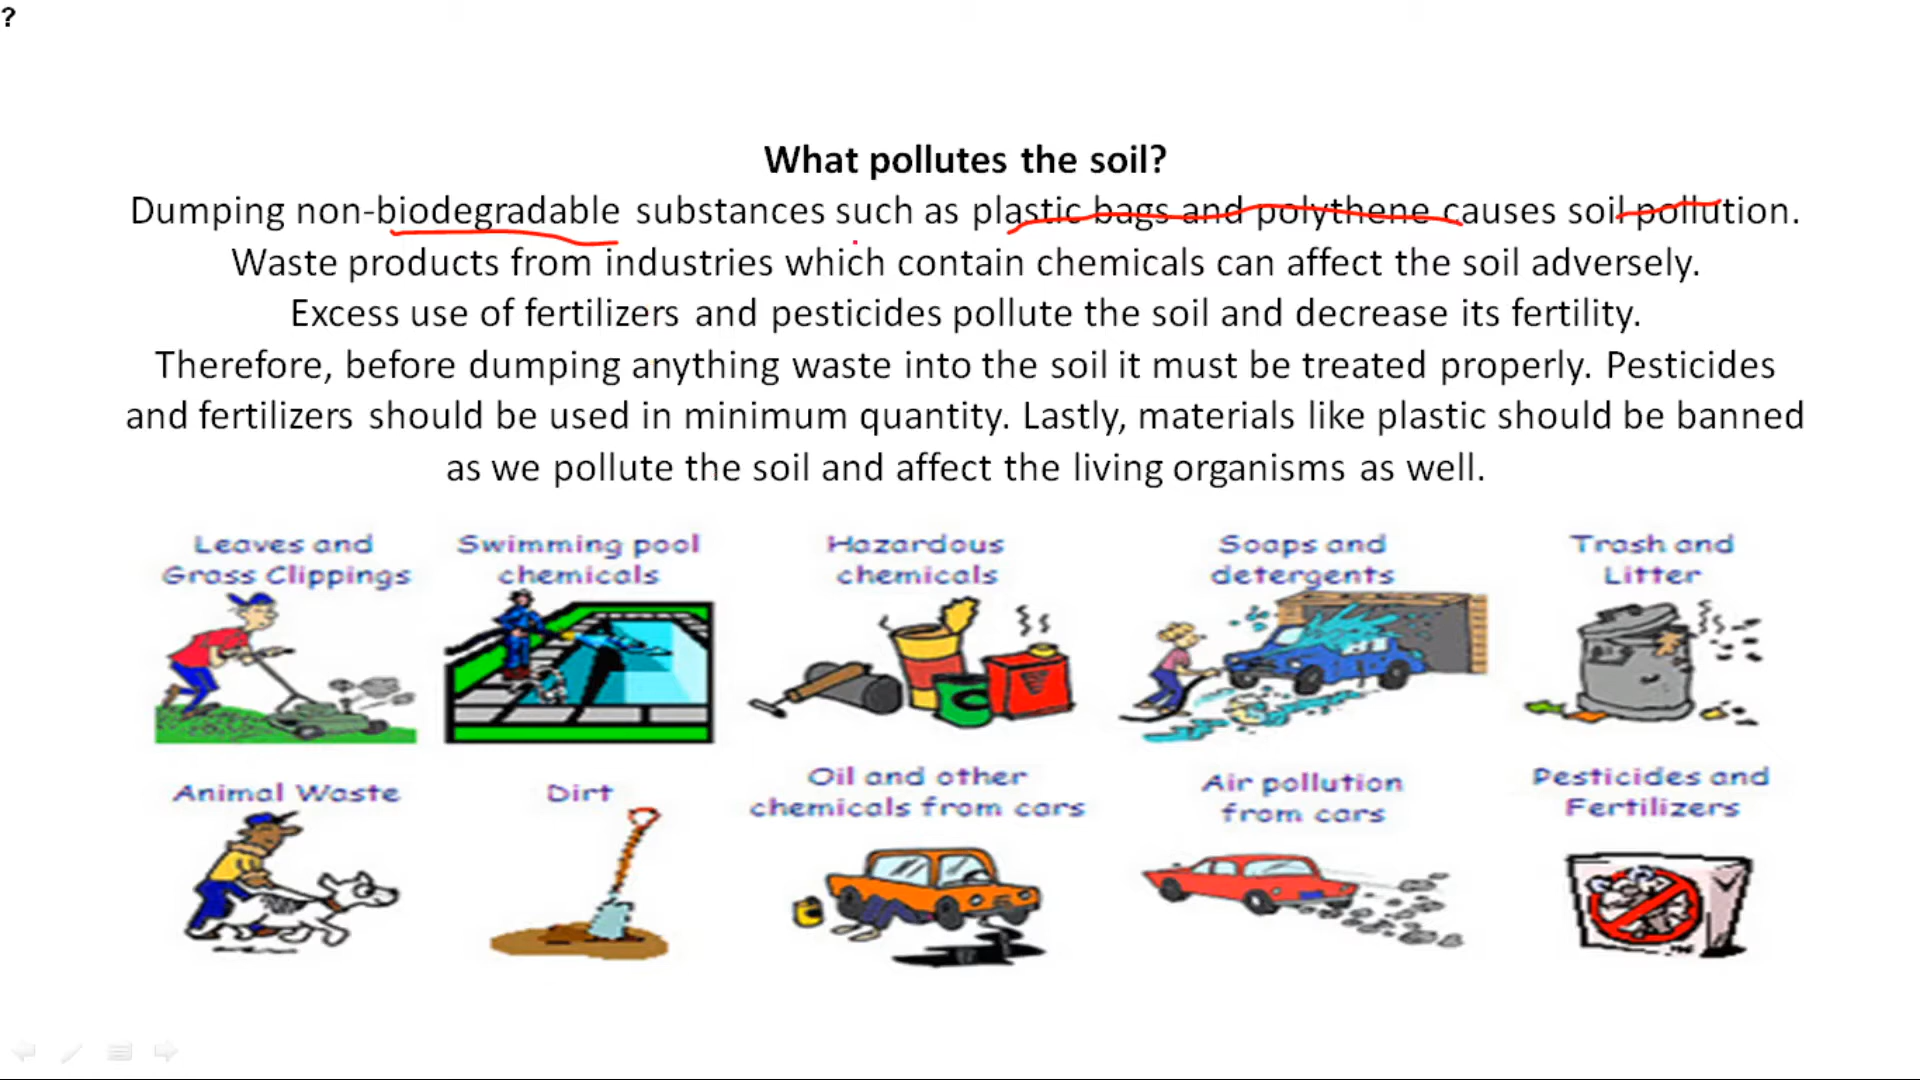 ?
What pollutes the soil?
Dumping non-biodegradable substances such as plastic bags and polythene causes soil pollution.
Waste products from industries which contain chemicals can affect the soil adversely.
Excess use of fertilizers and pesticides pollute the soil and decrease its fertility.
Therefore, before dumping anything waste into the soil it must be treated properly. Pesticides
and fertilizers should be used in minimum quantity. Lastly, materials like plastic should be banned
as we pollute the soil and affect the living organisms as well.
Leaves and
Grass Clippings
Swimming pool
chemicals
Hazardous
chemicals
Soaps and
detergents
Trash and
Litter
Animal Waste
Dirt
Oil and other
chemicals from cars
Air pollution
from cars
Pesticides and
Fertilizers